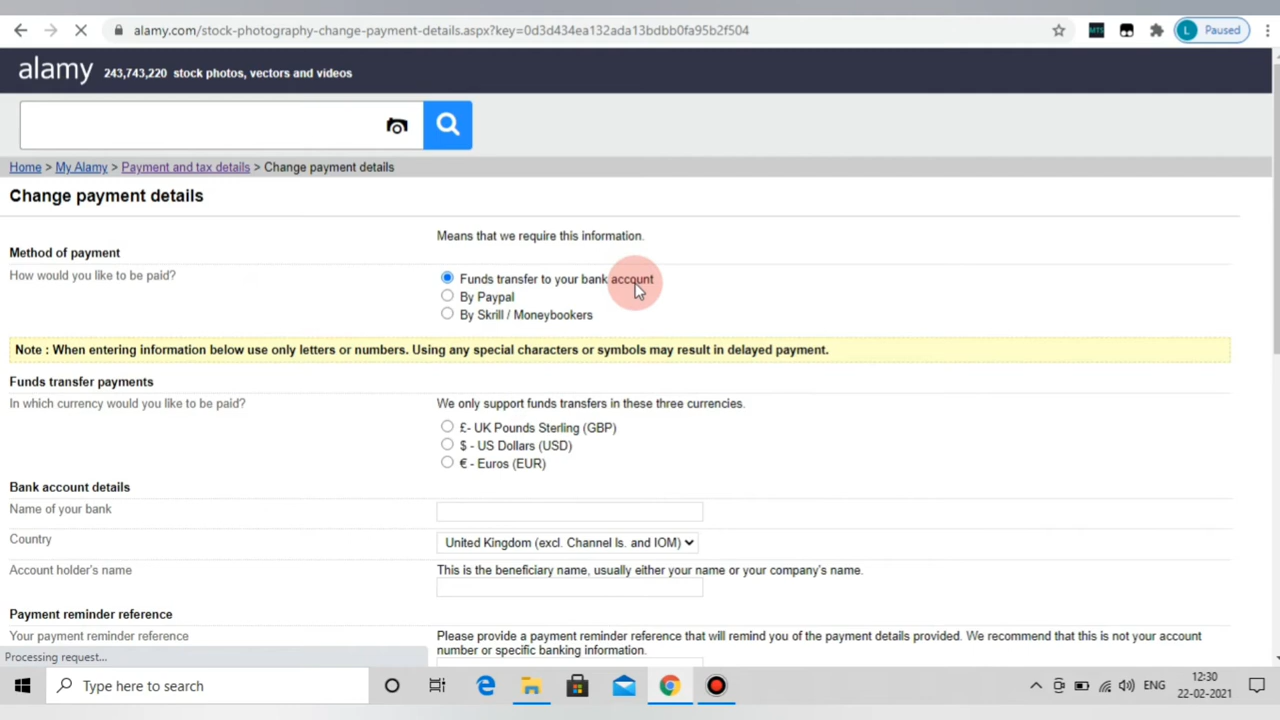 alamy.com/stock-photography-change-payment-details.aspx?key=0d3d434ea132ada13bdbb0fa95b2f504
MTS
L Paused
alamy 243,743,220 stock photos, vectors and videos
Home > My Alamy > Payment and tax details > Change payment details
Change payment details
Means that we require this information.
Method of payment
How would you like to be paid?
Funds transfer to your bank account
By Paypal
By Skrill / Moneybookers
Note : When entering information below use only letters or numbers. Using any special characters or symbols may result in delayed payment.
Funds transfer payments
In which currency would you like to be paid?
We only support funds transfers in these three currencies.
£- UK Pounds Sterling (GBP)
$ - US Dollars (USD)
€ - Euros (EUR)
Bank account details
Name of your bank
Country
United Kingdom (excl. Channel Is. and IOM)
Account holder's name
This is the beneficiary name, usually either your name or your company's name.
Payment reminder reference
Your payment reminder reference
Please provide a payment reminder reference that will remind you of the payment details provided. We recommend that this is not your account
number or specific banking information.
Processing request...
Type here to search
ENG
12:30
22-02-2021